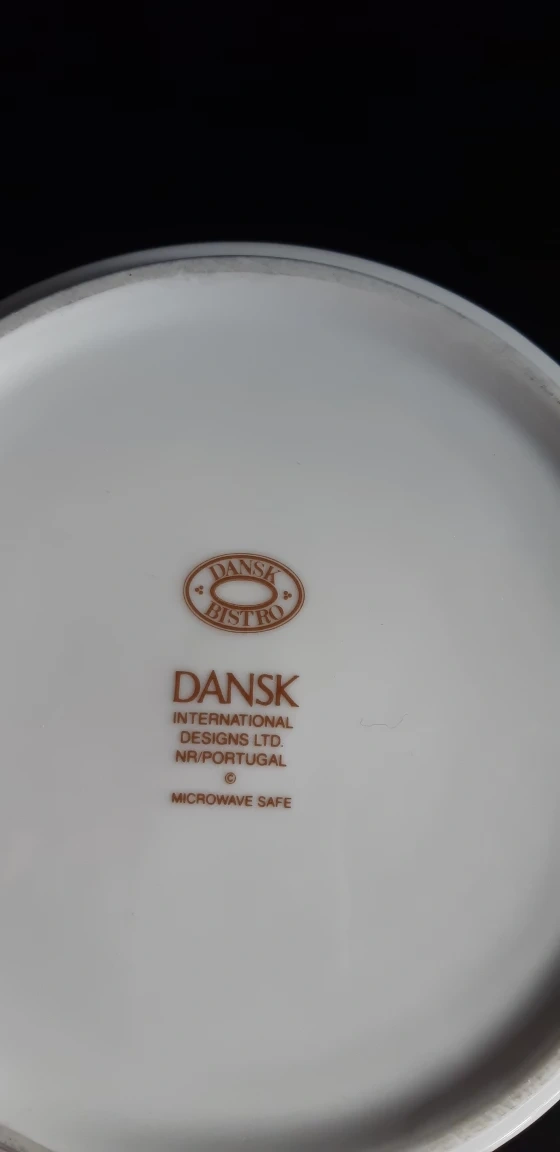 DANSK
BISTRO
DANSK
INTERNATIONAL
DESIGNS LTD.
NR/PORTUGAL
©
MICROWAVE SAFE